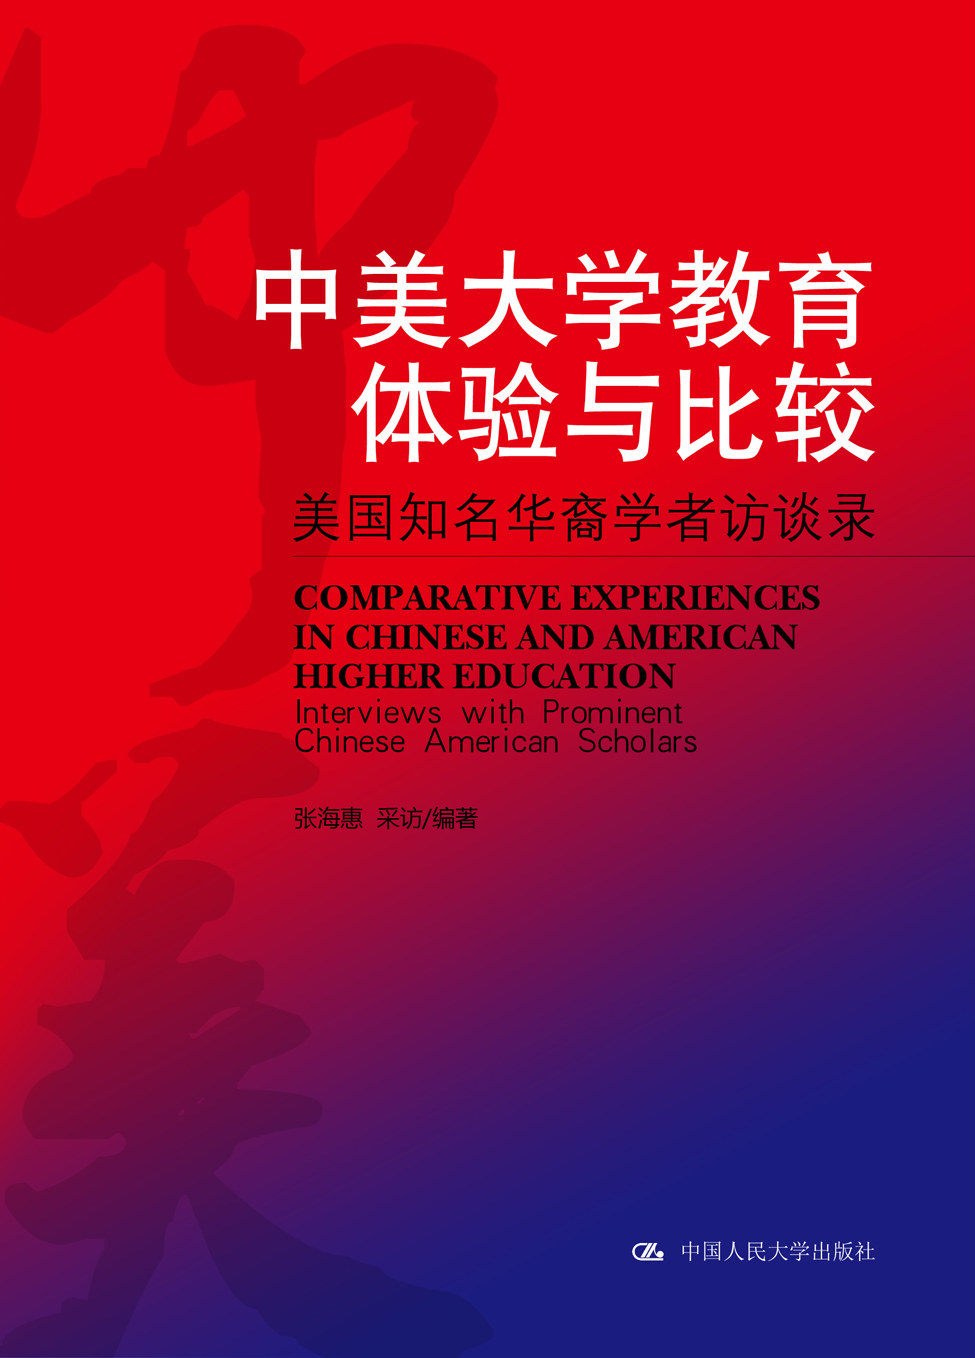 中美大学教育
体验与比较
美国知名华裔学者访谈录
COMPARATIVE EXPERIENCES
IN CHINESE AND AMERICAN
HIGHER EDUCATION
Interviews with Prominent
Chinese American Scholars
张海惠 采访/编著
中国人民大学出版社
中
美